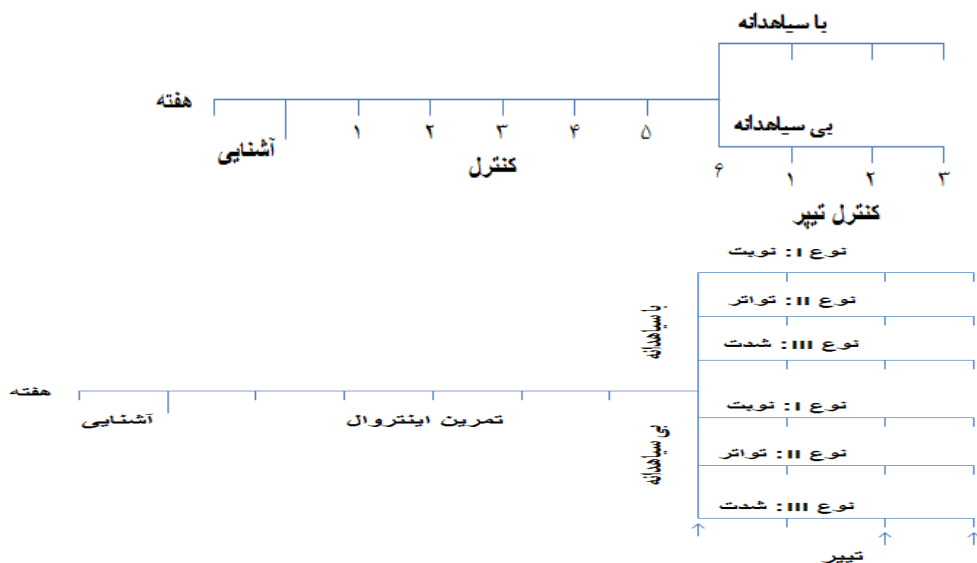 با سیاهدانه
هفته
بی سیاهدانه
۱ ۲ ۳ ۴ ۵
آشنایی
کنترل
۶ ۱ ۲ ۳
کنترل تیپر
نوع I: نوبت
با سیاهدانه
نوع II: تواتر
نوع III: شدت
هفته
آشنایی
تمرین اینتروال
نوع I: نوبت
بی سیاهدانه
نوع II: تواتر
نوع III: شدت
تیپر